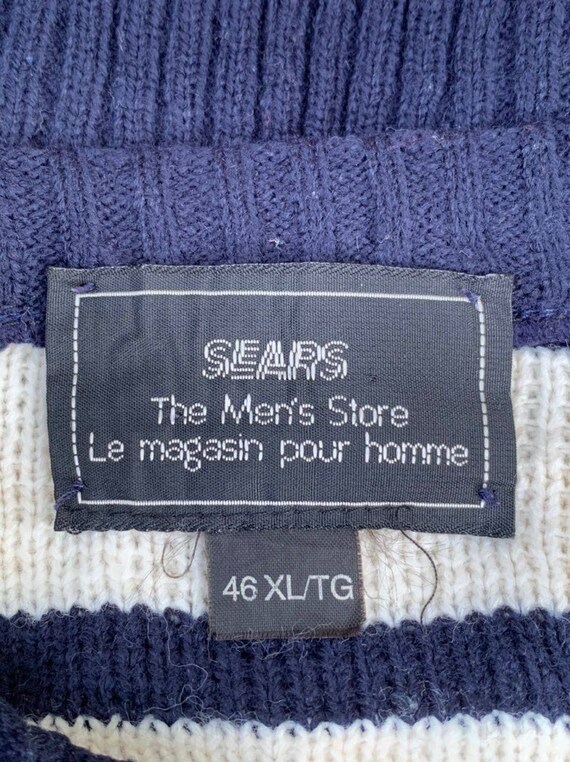 SEARS
The Men's Store
Le magasin pour homme
46 XL/TG